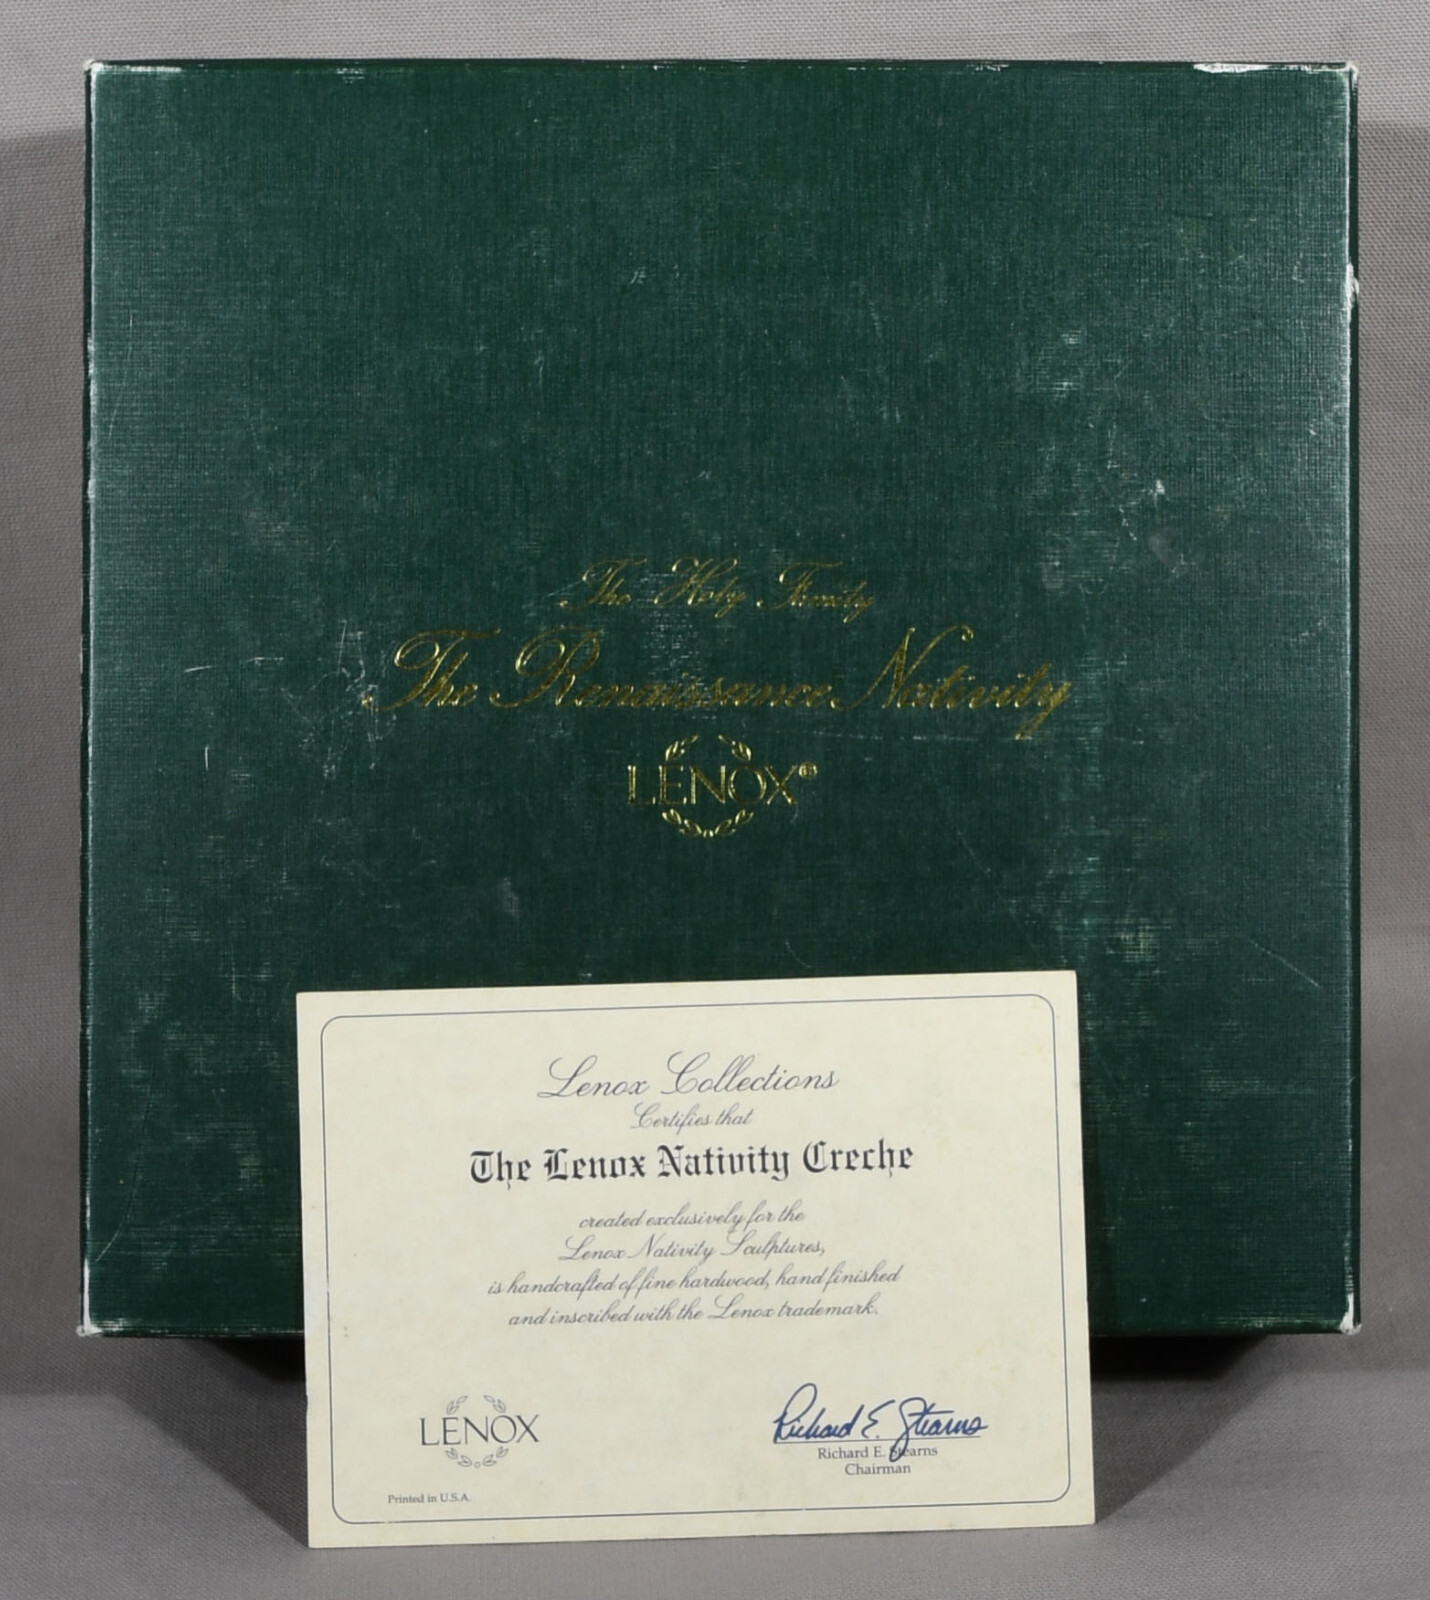 The Holy Family
The Renaissance Nativity
LENOX®
Lenox Collections
Certifies that
The Lenox Nativity Creche
created exclusively for the
Lenox Nativity Sculptures,
is handcrafted of fine hardwood, hand finished
and inscribed with the Lenox trademark.
LENOX
Richard E. Stearns
Richard E. Stearns
Chairman
Printed in U.S.A.